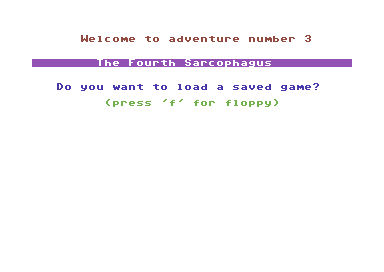 Welcome to adventure number 3
The Fourth Sarcophagus
Do you want to load a saved game?
(press 'f' for floppy)